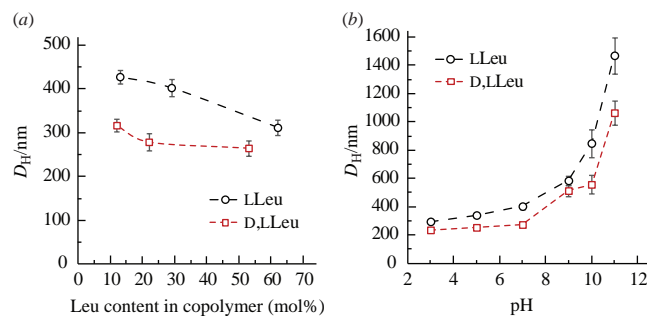 (a)
500
400
300
200
100
0
D_H/nm
LLeu
D,LLeu
0 10 20 30 40 50 60 70
Leu content in copolymer (mol%)
(b)
1600
1400
1200
1000
800
600
400
200
0
D_H/nm
LLeu
D,LLeu
2 4 6 8 10 12
pH